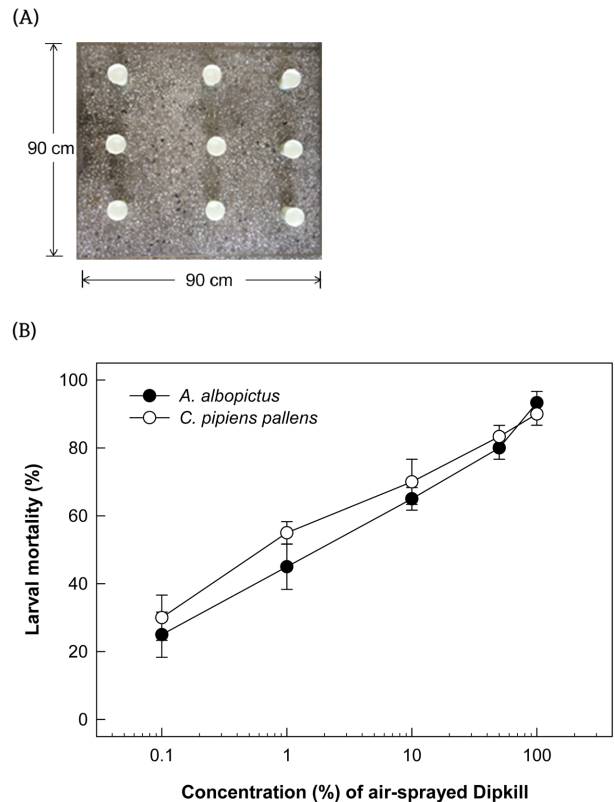 (A)
90 cm
90 cm
(B)
Larval mortality (%)
100
80
60
40
20
0
A. albopictus
C. pipiens pallens
0.1 1 10 100
Concentration (%) of air-sprayed Dipkill